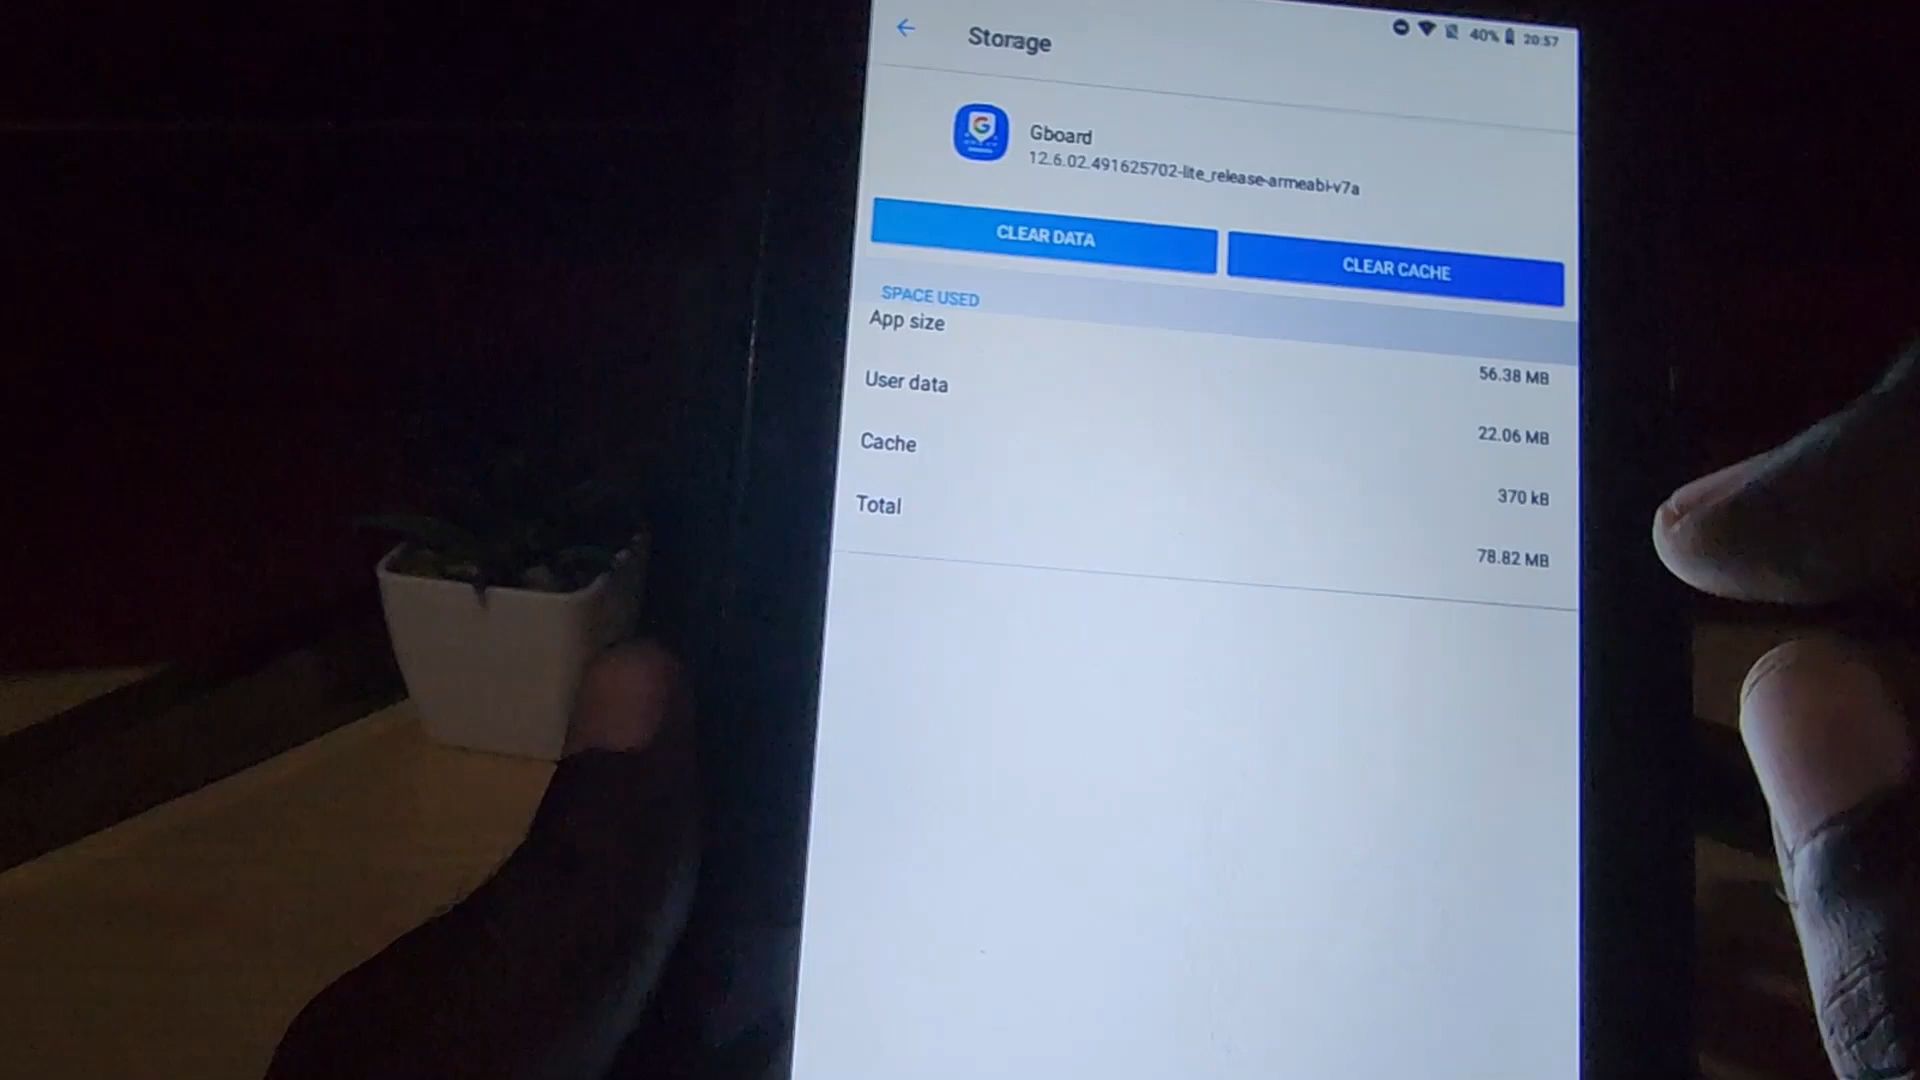 Storage
40% 20:57
Gboard
12.6.02.491625702-lite_release-armeabi-v7a
CLEAR DATA
CLEAR CACHE
SPACE USED
App size
56.38 MB
User data
22.06 MB
Cache
370 kB
Total
78.82 MB